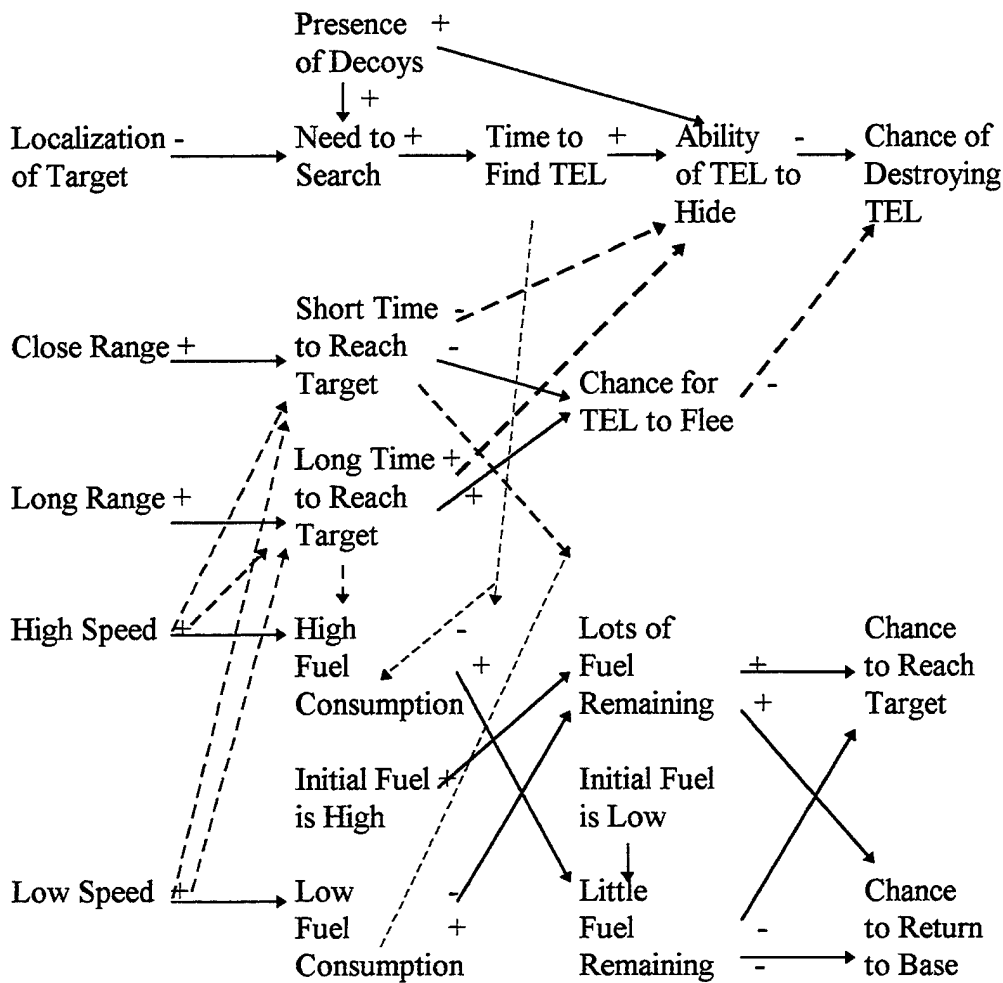 Presence +
of Decoys
+
Localization -
of Target
Need to +
Search
Time to +
Find TEL
Ability -
of TEL to
Hide
Chance of
Destroying
TEL
Close Range +
Short Time -
to Reach -
Target
Chance for -
TEL to Flee
Long Range +
Long Time +
to Reach +
Target
High Speed +
High -
Fuel +
Consumption
Lots of
Fuel +
Remaining +
Chance
to Reach
Target
Initial Fuel +
is High
Initial Fuel
is Low
Low Speed +
Low -
Fuel +
Consumption
Little
Fuel -
Remaining -
Chance
to Return
to Base